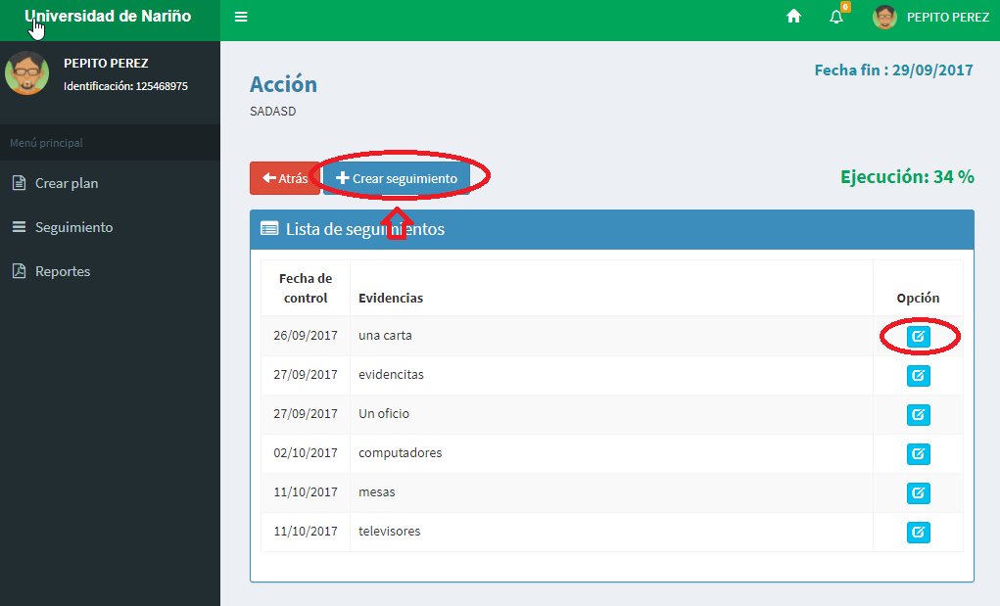 Universidad de Nariño
0
PEPITO PEREZ
PEPITO PEREZ
Identificación: 125468975
Menú principal
Crear plan
Seguimiento
Reportes
Acción
Fecha fin : 29/09/2017
SADASD
Atrás
Crear seguimiento
Ejecución: 34 %
Lista de seguimientos
Fecha de
control
Evidencias
Opción
26/09/2017 una carta
27/09/2017 evidencitas
27/09/2017 Un oficio
02/10/2017 computadores
11/10/2017 mesas
11/10/2017 televisores